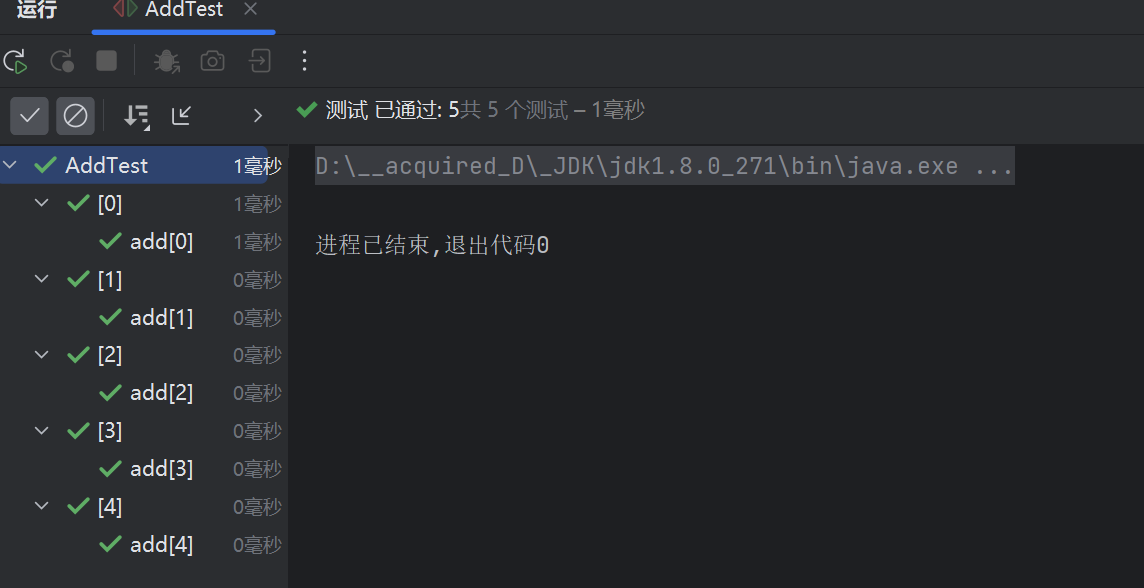 运行 AddTest
测试 已通过: 5共 5 个测试 – 1毫秒
AddTest 1毫秒
[0] 1毫秒
add[0] 1毫秒
[1] 0毫秒
add[1] 0毫秒
[2] 0毫秒
add[2] 0毫秒
[3] 0毫秒
add[3] 0毫秒
[4] 0毫秒
add[4] 0毫秒
D:\__acquired_D\_JDK\jdk1.8.0_271\bin\java.exe ...
进程已结束,退出代码0